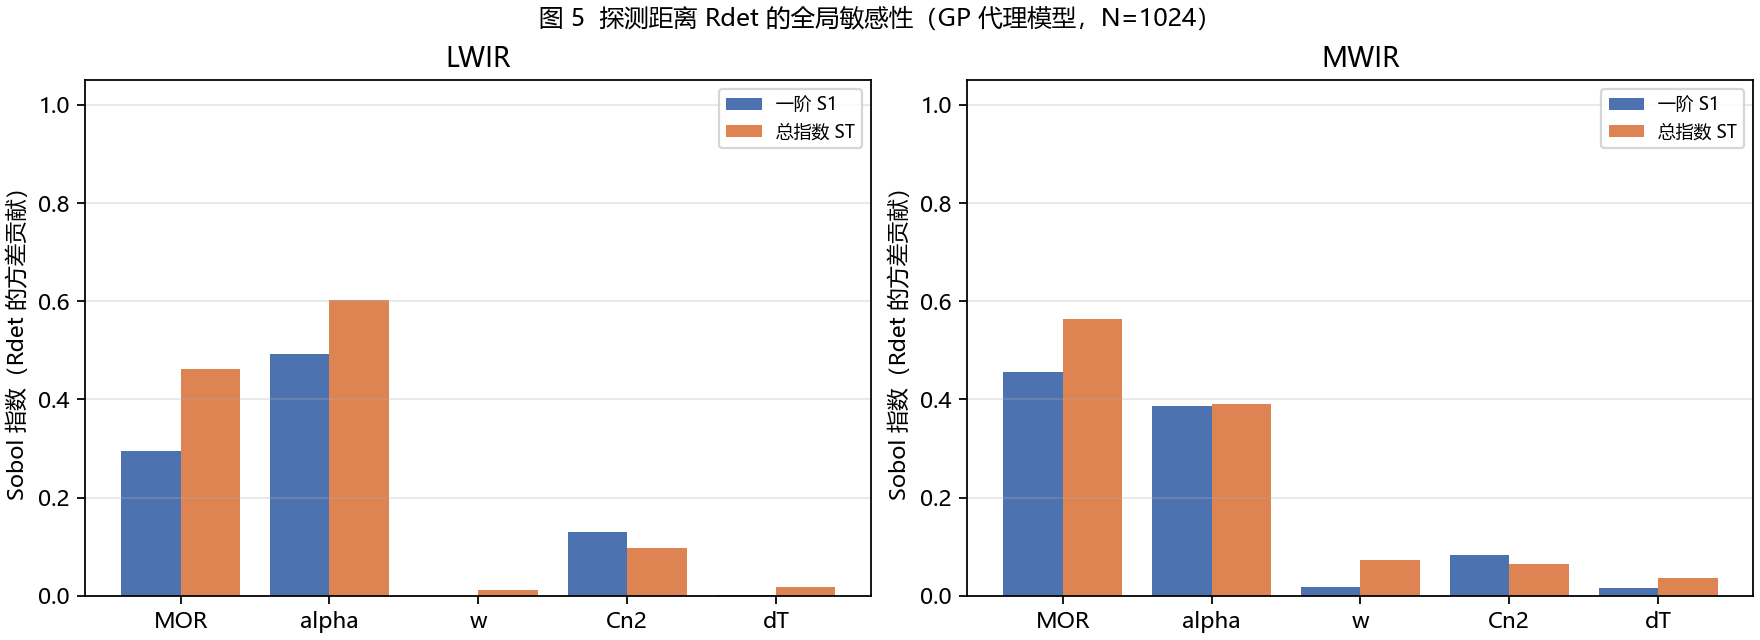 图 5  探测距离 Rdet 的全局敏感性（GP 代理模型，N=1024）
LWIR
Sobol 指数（Rdet 的方差贡献）
1.0
0.8
0.6
0.4
0.2
0.0
一阶 S1
总指数 ST
MOR
alpha
w
Cn2
dT
MWIR
Sobol 指数（Rdet 的方差贡献）
1.0
0.8
0.6
0.4
0.2
0.0
一阶 S1
总指数 ST
MOR
alpha
w
Cn2
dT